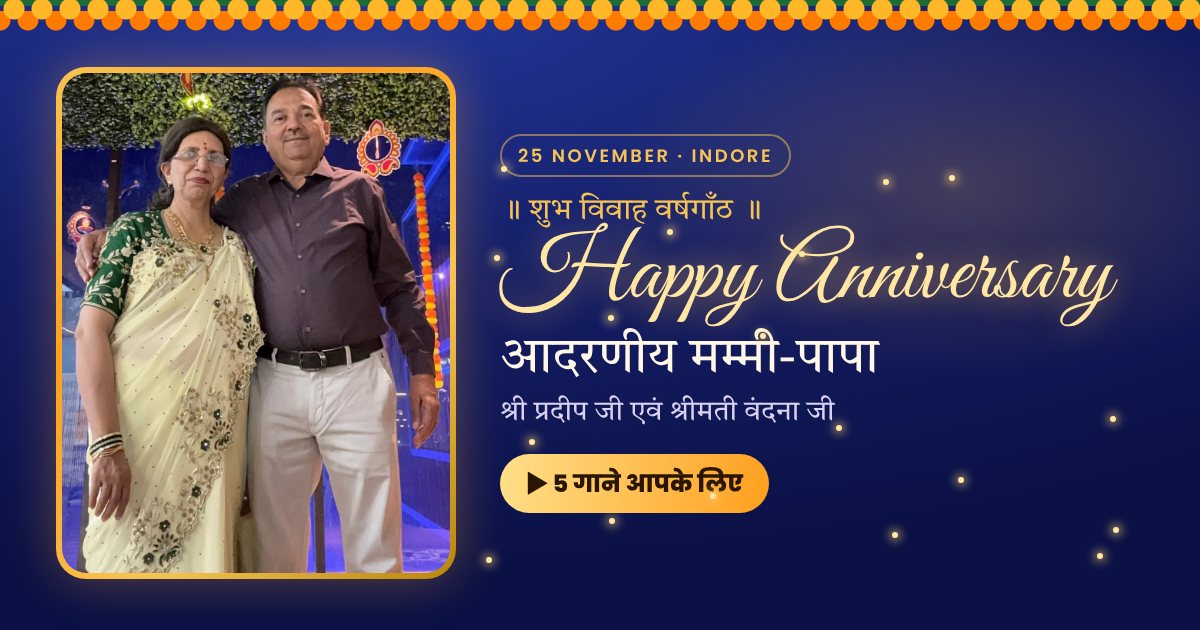 25 NOVEMBER · INDORE
॥ शुभ विवाह वर्षगाँठ ॥
Happy Anniversary
आदरणीय मम्मी-पापा
श्री प्रदीप जी एवं श्रीमती वंदना जी
▶ 5 गाने आपके लिए